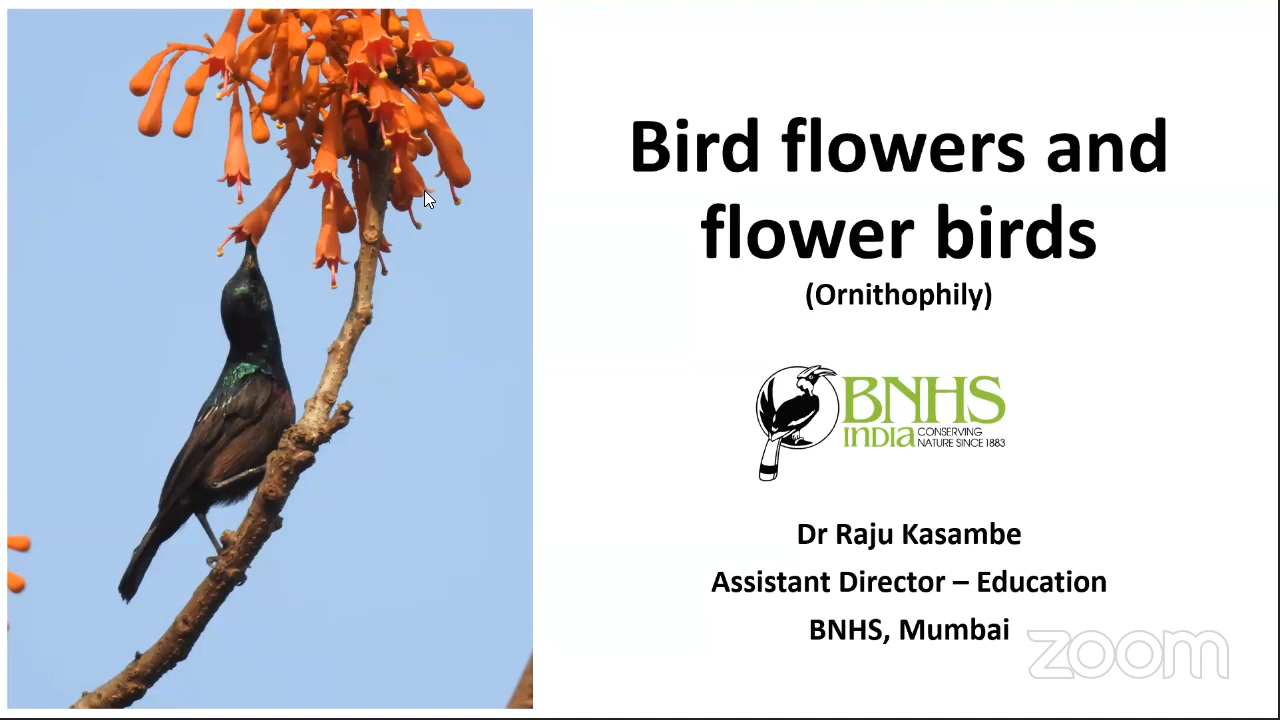 Bird flowers and
flower birds
(Ornithophily)
BNHS
INDIA CONSERVING
NATURE SINCE 1883
Dr Raju Kasambe
Assistant Director – Education
BNHS, Mumbai
zoom